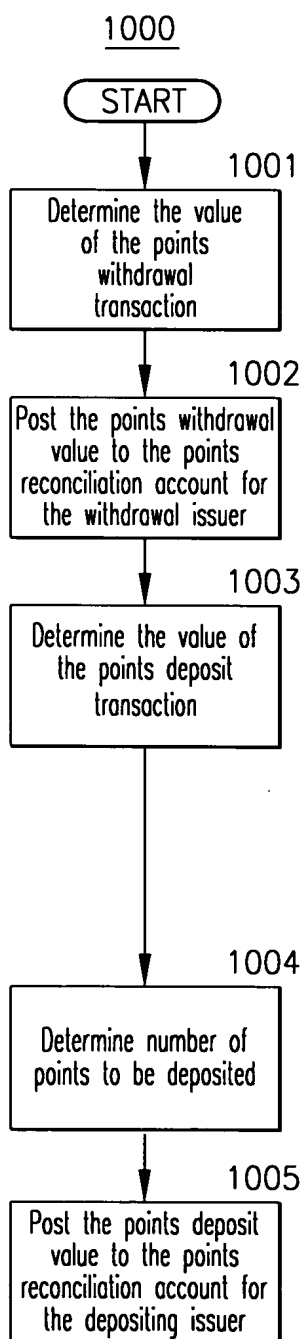 1000
START
1001
Determine the value
of the points
withdrawal
transaction
1002
Post the points withdrawal
value to the points
reconciliation account for
the withdrawal issuer
1003
Determine the value of
the points deposit
transaction
1004
Determine number of
points to be deposited
1005
Post the points deposit
value to the points
reconciliation account for
the depositing issuer